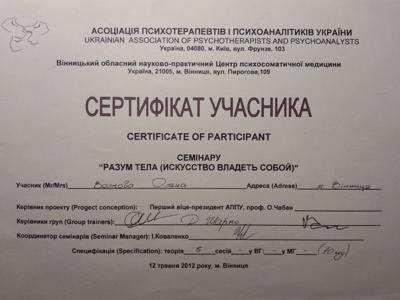 АСОЦІАЦІЯ ПСИХОТЕРАПЕВТІВ І ПСИХОАНАЛІТИКІВ УКРАЇНИ
UKRAINIAN ASSOCIATION OF PSYCHOTHERAPISTS AND PSYCHOANALYSTS
Україна, 04080, м. Київ, вул. Фрунзе, 103
Вінницький обласний науково-практичний Центр психосоматичної медицини
Україна, 21005, м. Вінниця, вул. Пирогова,109
СЕРТИФІКАТ УЧАСНИКА
CERTIFICATE OF PARTICIPANT
СЕМІНАРУ
"РАЗУМ ТЕЛА (ИСКУССТВО ВЛАДЕТЬ СОБОЙ)"
Учасник (Mr/Mrs) Волкова Олена Адреса (Adress) м. Вінниця
Керівник проекту (Progect conception): Перший віце-президент АППУ, проф. О.Чабан
Керівники груп (Group trainers):
Координатор семінарів (Seminar Manager): І.Коваленко
Специфікація (Specification): теорія 5 сесій - у ВГ: - у МГ -
12 травня 2012 року, м. Вінниця